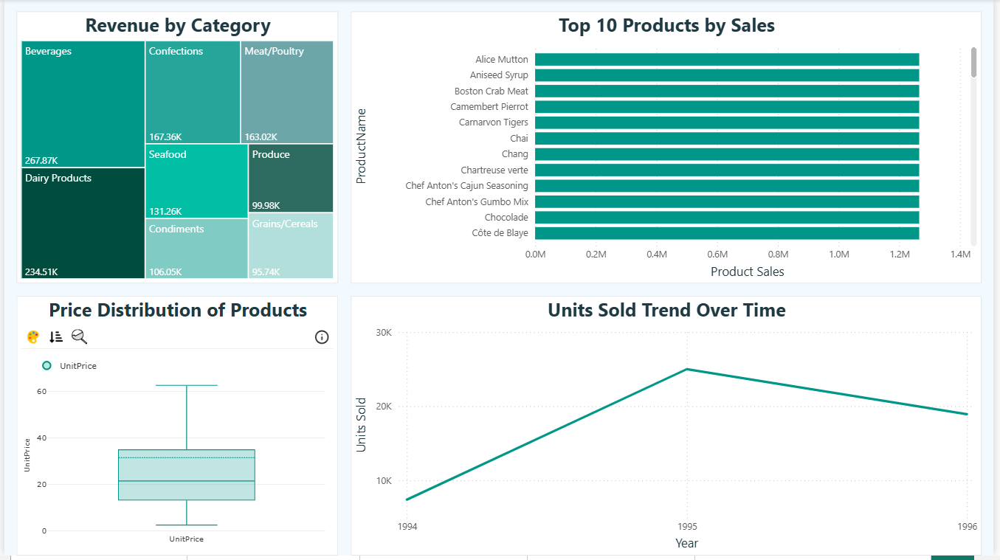 Revenue by Category
Beverages
267.87K
Dairy Products
234.51K
Confections
167.36K
Meat/Poultry
163.02K
Seafood
131.26K
Produce
99.98K
Condiments
106.05K
Grains/Cereals
95.74K
Top 10 Products by Sales
ProductName
Alice Mutton
Aniseed Syrup
Boston Crab Meat
Camembert Pierrot
Carnarvon Tigers
Chai
Chang
Chartreuse verte
Chef Anton's Cajun Seasoning
Chef Anton's Gumbo Mix
Chocolade
Côte de Blaye
0.0M 0.2M 0.4M 0.6M 0.8M 1.0M 1.2M 1.4M
Product Sales
Price Distribution of Products
UnitPrice
UnitPrice
60
40
20
0
UnitPrice
Units Sold Trend Over Time
Units Sold
30K
20K
10K
1994 1995 1996
Year